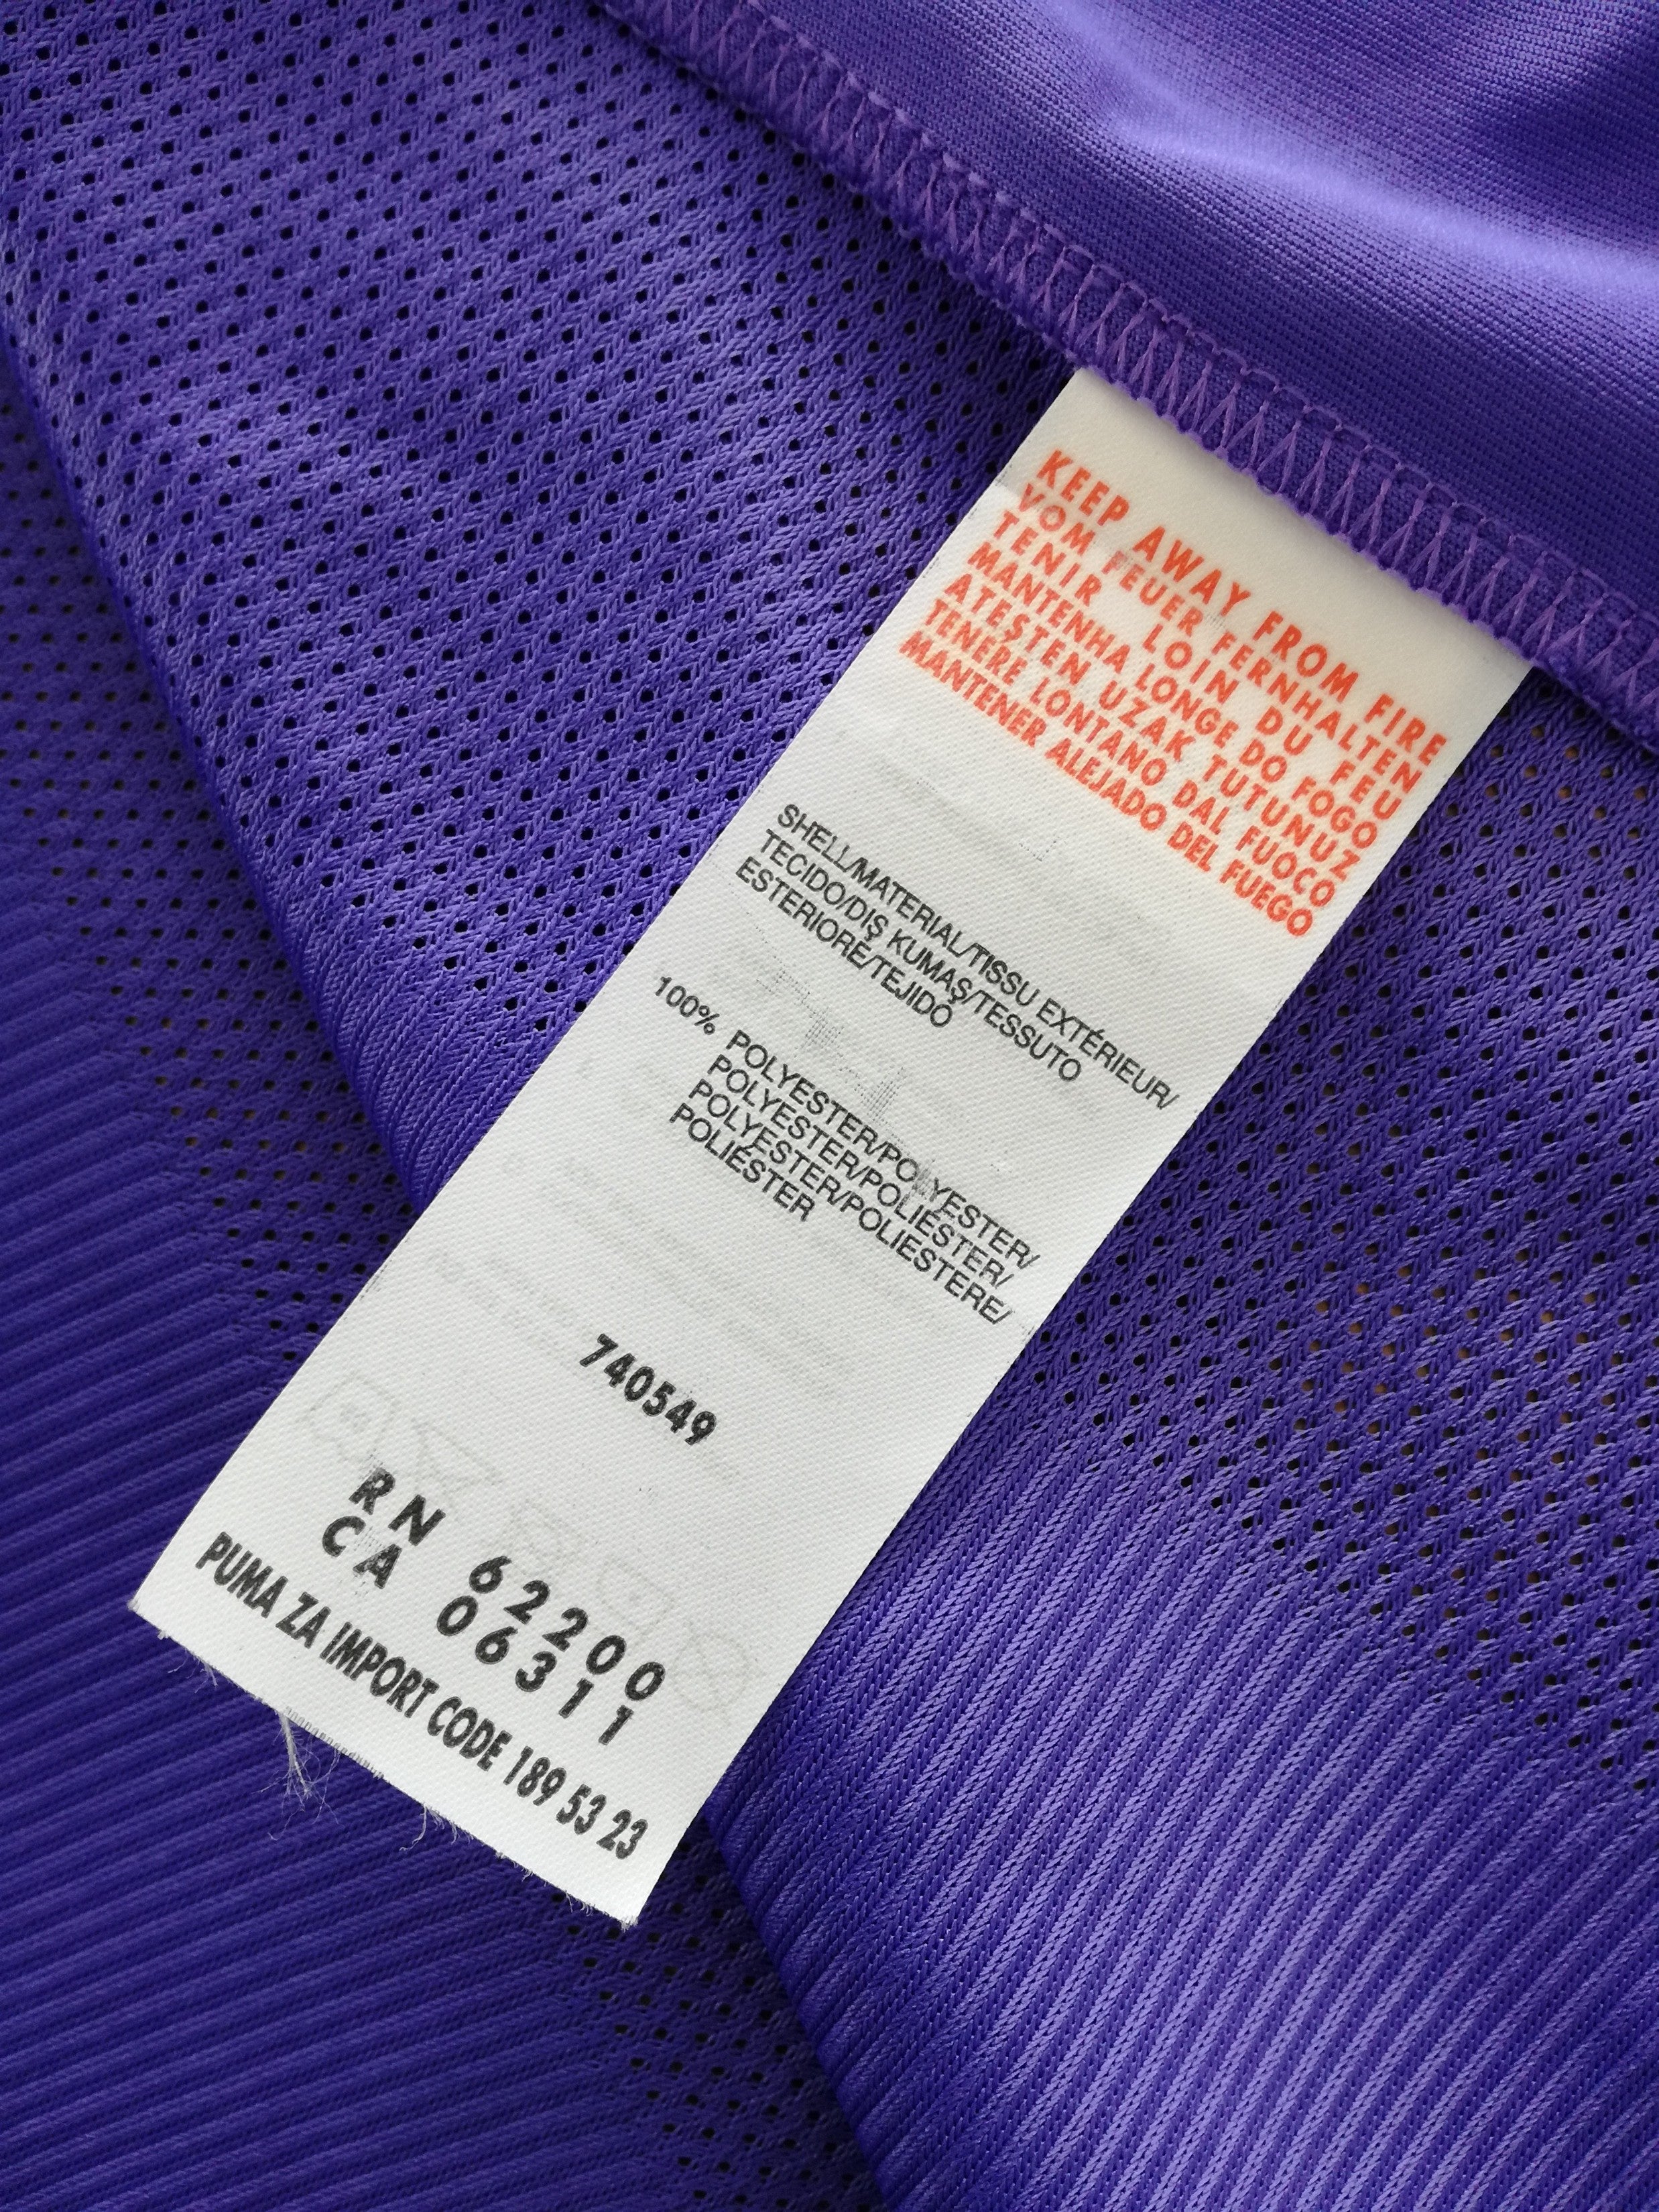 KEEP AWAY FROM FIRE
VOM FEUER FERNHALTEN
TENIR LOIN DU FEU
MANTENHA LONGE DO FOGO
ATEŞTEN UZAK TUTUNUZ
TENERE LONTANO DAL FUOCO
MANTENER ALEJADO DEL FUEGO
SHELL/MATERIAL/TISSU EXTÉRIEUR/
TECIDO/DIŞ KUMAŞ/TESSUTO
ESTERIORE/TEJIDO
100% POLYESTER/POLYESTER/
POLYESTER/POLIÉSTER/
POLYESTER/POLIESTERE/
POLIÉSTER
740549
RN 62200
CA 06311
PUMA ZA IMPORT CODE 189 53 23